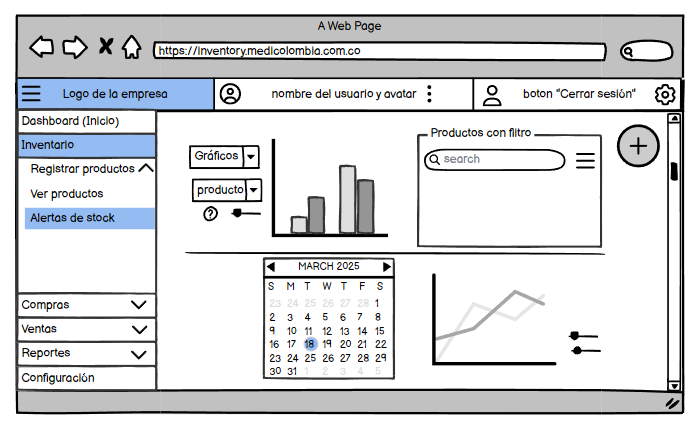 A Web Page
https://inventory.medicolombia.com.co
Logo de la empresa
nombre del usuario y avatar
boton "Cerrar sesión"
Dashboard (Inicio)
Inventario
Registrar productos
Ver productos
Alertas de stock
Compras
Ventas
Reportes
Configuración
Gráficos
producto
?
Productos con filtro
search
MARCH 2025
S M T W T F S
23 24 25 26 27 28 1
2 3 4 5 6 7 8
9 10 11 12 13 14 15
16 17 18 19 20 21 22
23 24 25 26 27 28 29
30 31 1 2 3 4 5